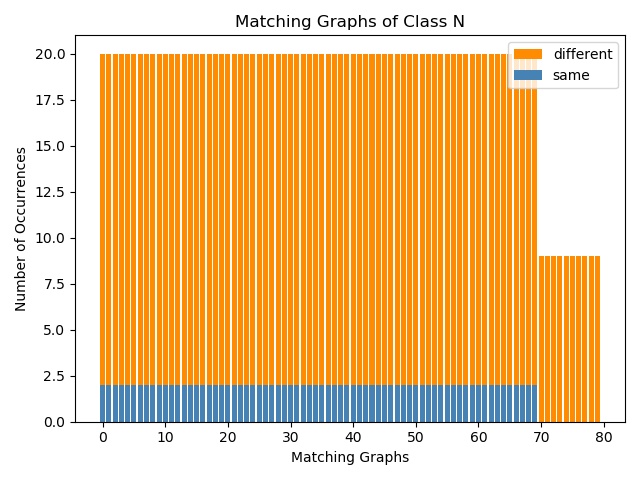 Matching Graphs of Class N
different
same
Number of Occurrences
20.0
17.5
15.0
12.5
10.0
7.5
5.0
2.5
0.0
0 10 20 30 40 50 60 70 80
Matching Graphs